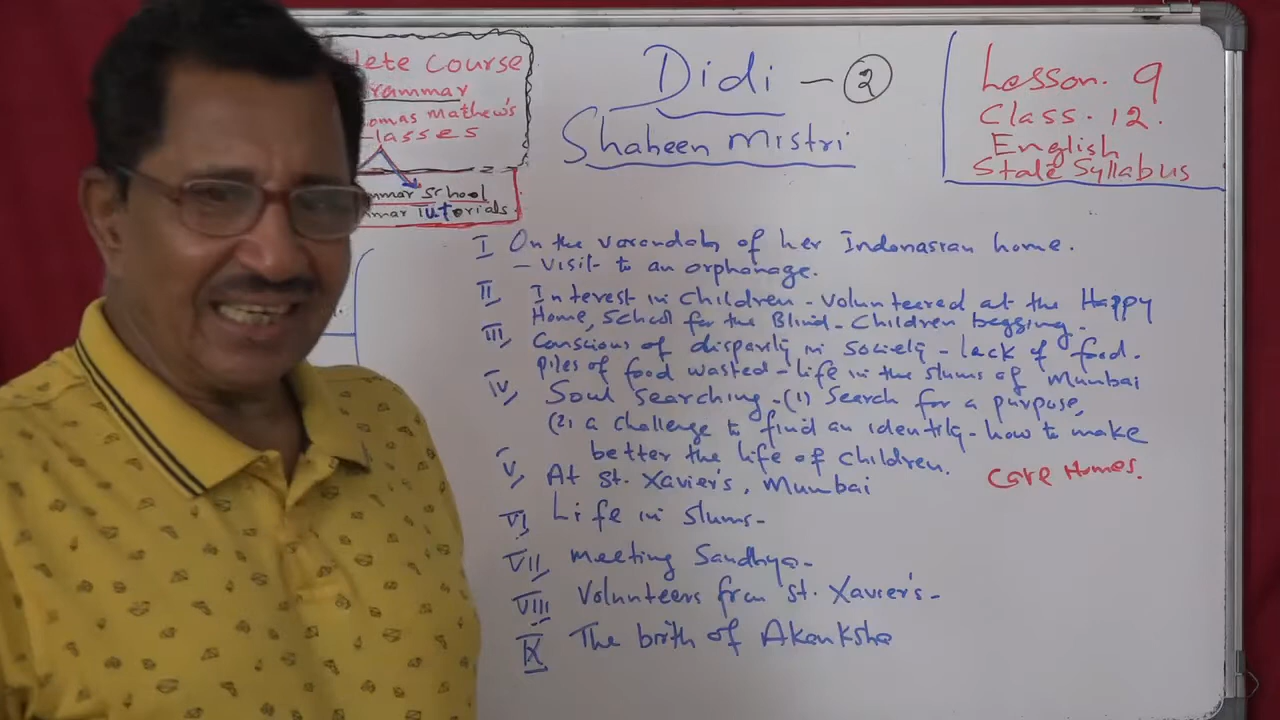 lete Course
rammar
omas Mathew's
lasses
mmar School
mmar Tutorials
Didi - 2
Shaheen Mistri
Lesson. 9
Class. 12.
English
State Syllabus
I On the varandah of her Indonasian home.
- visit to an orphanage.
II Interest in children - volunteered at the Happy
Home, School for the Blind - Children begging.
III, Conscious of disparity in society - lack of food.
piles of food wasted - life in the slums of Mumbai
IV, Soul searching - (1) Search for a purpose,
(2) a challenge to find an identity - how to make
better the life of children.
V, At St. Xavier's, Mumbai
Care Homes.
VI Life in slums-
VII, Meeting Sandhya-
VIII Volunteers from St. Xavier's-
IX The birth of Akanksha